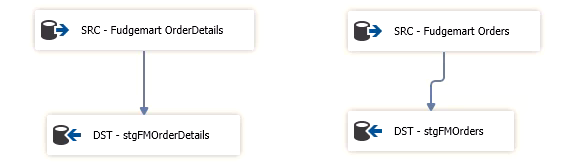 SRC - Fudgemart OrderDetails
SRC - Fudgemart Orders
DST - stgFMOrderDetails
DST - stgFMOrders